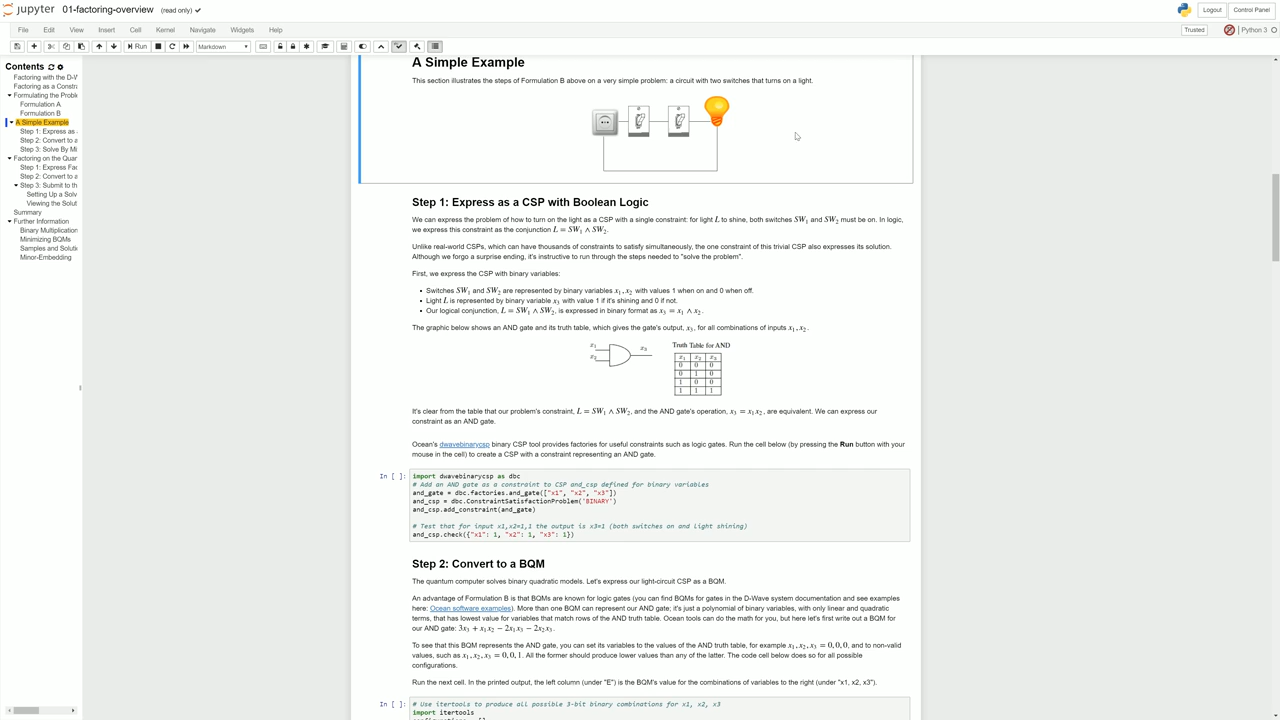 jupyter 01-factoring-overview (read only)
Logout Control Panel
File Edit View Insert Cell Kernel Navigate Widgets Help
Trusted Python 3
Run Markdown
Contents
Factoring with the D-W
Factoring as a Constra
Formulating the Proble
Formulation A
Formulation B
A Simple Example
Step 1: Express as
Step 2: Convert to a
Step 3: Solve By Mi
Factoring on the Quar
Step 1: Express Fac
Step 2: Convert to a
Step 3: Submit to th
Setting Up a Solv
Viewing the Solut
Summary
Further Information
Binary Multiplication
Minimizing BQMs
Samples and Solutio
Minor-Embedding
A Simple Example
This section illustrates the steps of Formulation B above on a very simple problem: a circuit with two switches that turns on a light.
Step 1: Express as a CSP with Boolean Logic
We can express the problem of how to turn on the light as a CSP with a single constraint: for light L to shine, both switches SW₁ and SW₂ must be on. In logic,
we express this constraint as the conjunction L = SW₁ ∧ SW₂.
Unlike real-world CSPs, which can have thousands of constraints to satisfy simultaneously, the one constraint of this trivial CSP also expresses its solution.
Although we forgo a surprise ending, it's instructive to run through the steps needed to "solve the problem".
First, we express the CSP with binary variables:
• Switches SW₁ and SW₂ are represented by binary variables x₁, x₂ with values 1 when on and 0 when off.
• Light L is represented by binary variable x₃ with value 1 if it's shining and 0 if not.
• Our logical conjunction, L = SW₁ ∧ SW₂, is expressed in binary format as x₃ = x₁ ∧ x₂.
The graphic below shows an AND gate and its truth table, which gives the gate's output, x₃, for all combinations of inputs x₁, x₂.
x₁
x₂
x₃
Truth Table for AND
x₁ x₂ x₃
0 0 0
0 1 0
1 0 0
1 1 1
It's clear from the table that our problem's constraint, L = SW₁ ∧ SW₂, and the AND gate's operation, x₃ = x₁x₂, are equivalent. We can express our
constraint as an AND gate.
Ocean's dwavebinarycsp binary CSP tool provides factories for useful constraints such as logic gates. Run the cell below (by pressing the Run button with your
mouse in the cell) to create a CSP with a constraint representing an AND gate.
In [ ]: import dwavebinarycsp as dbc
# Add an AND gate as a constraint to CSP and_csp defined for binary variables
and_gate = dbc.factories.and_gate(["x1", "x2", "x3"])
and_csp = dbc.ConstraintSatisfactionProblem('BINARY')
and_csp.add_constraint(and_gate)
# Test that for input x1,x2=1,1 the output is x3=1 (both switches on and Light shining)
and_csp.check({"x1": 1, "x2": 1, "x3": 1})
Step 2: Convert to a BQM
The quantum computer solves binary quadratic models. Let's express our light-circuit CSP as a BQM.
An advantage of Formulation B is that BQMs are known for logic gates (you can find BQMs for gates in the D-Wave system documentation and see examples
here: Ocean software examples). More than one BQM can represent our AND gate; it's just a polynomial of binary variables, with only linear and quadratic
terms, that has lowest value for variables that match rows of the AND truth table. Ocean tools can do the math for you, but here let's first write out a BQM for
our AND gate: 3x₃ + x₁x₂ − 2x₁x₃ − 2x₂x₃.
To see that this BQM represents the AND gate, you can set its variables to the values of the AND truth table, for example x₁, x₂, x₃ = 0, 0, 0, and to non-valid
values, such as x₁, x₂, x₃ = 0, 0, 1. All the former should produce lower values than any of the latter. The code cell below does so for all possible
configurations.
Run the next cell. In the printed output, the left column (under "E") is the BQM's value for the combinations of variables to the right (under "x1, x2, x3").
In [ ]: # Use itertools to produce all possible 3-bit binary combinations for x1, x2, x3
import itertools